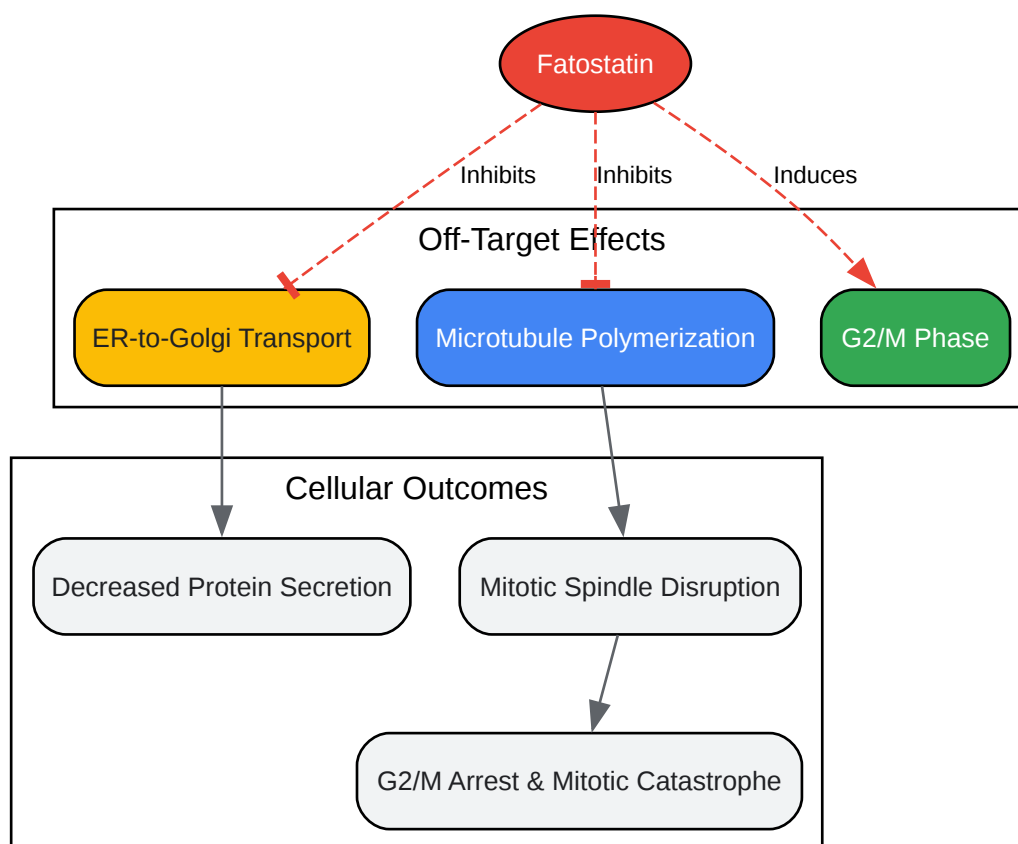 Fatostatin
Inhibits
Inhibits
Induces
Off-Target Effects
ER-to-Golgi Transport
Microtubule Polymerization
G2/M Phase
Cellular Outcomes
Decreased Protein Secretion
Mitotic Spindle Disruption
G2/M Arrest & Mitotic Catastrophe